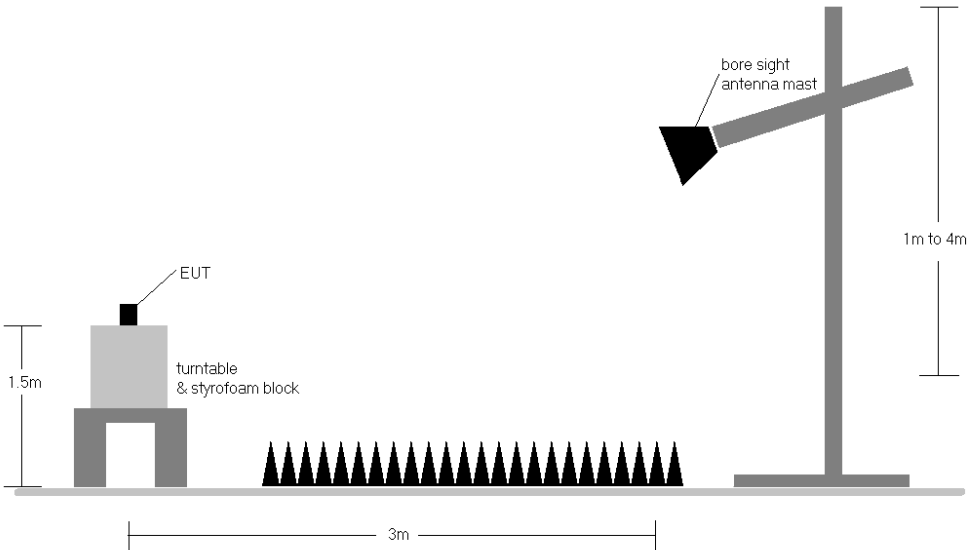 bore sight
antenna mast
1m to 4m
EUT
1.5m
turntable
& styrofoam block
3m